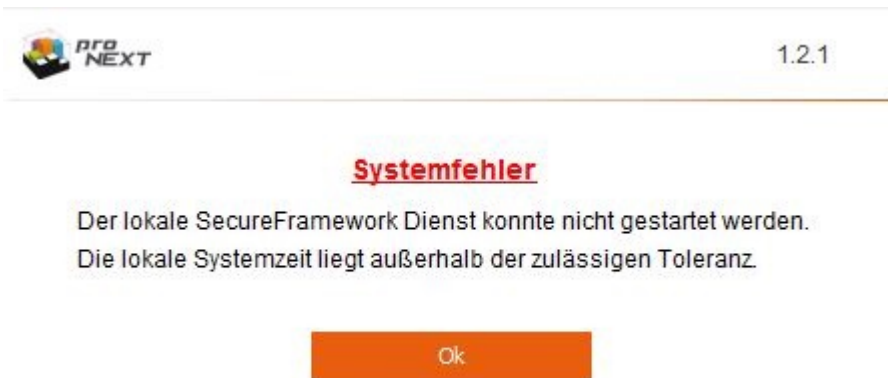 pro
NEXT
1.2.1
Systemfehler
Der lokale SecureFramework Dienst konnte nicht gestartet werden.
Die lokale Systemzeit liegt außerhalb der zulässigen Toleranz.
Ok